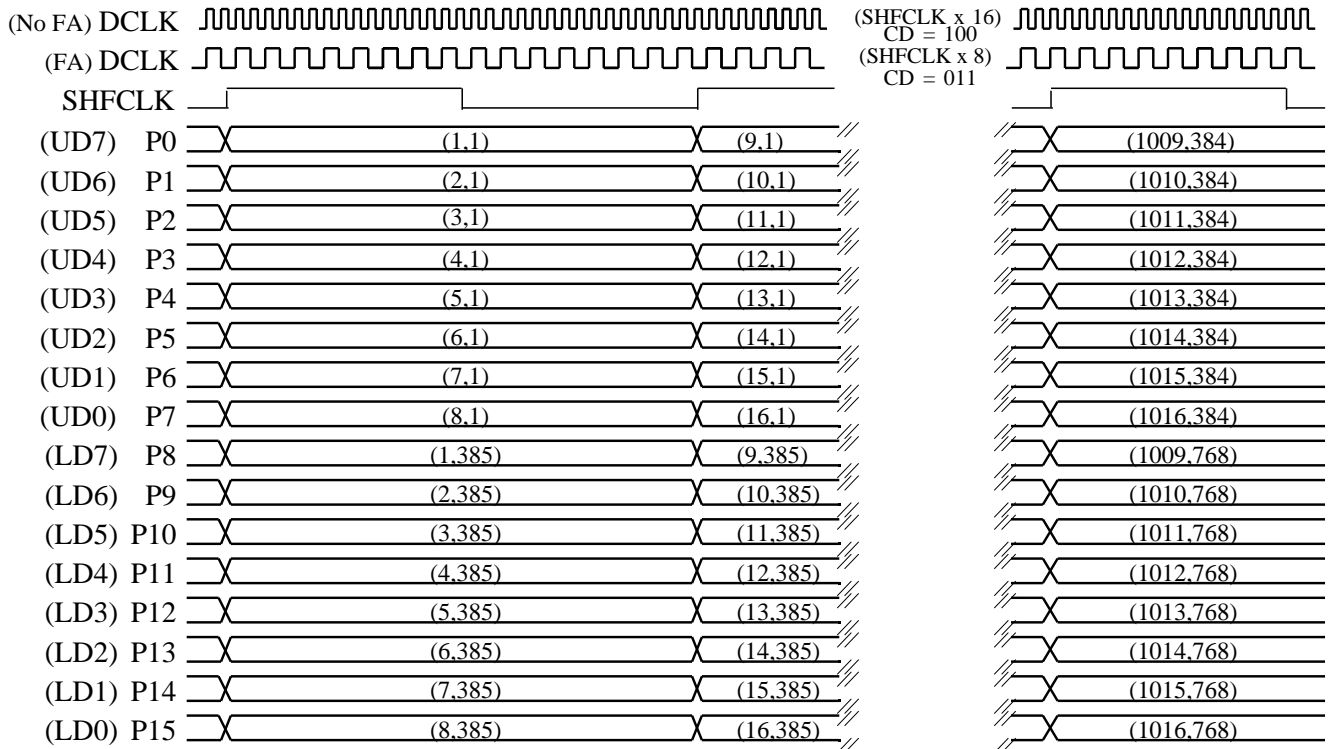 (No FA) DCLK (SHFCLK x 16)
CD = 100
(FA) DCLK (SHFCLK x 8)
CD = 011
SHFCLK
(UD7) P0 (1,1) (9,1) (1009,384)
(UD6) P1 (2,1) (10,1) (1010,384)
(UD5) P2 (3,1) (11,1) (1011,384)
(UD4) P3 (4,1) (12,1) (1012,384)
(UD3) P4 (5,1) (13,1) (1013,384)
(UD2) P5 (6,1) (14,1) (1014,384)
(UD1) P6 (7,1) (15,1) (1015,384)
(UD0) P7 (8,1) (16,1) (1016,384)
(LD7) P8 (1,385) (9,385) (1009,768)
(LD6) P9 (2,385) (10,385) (1010,768)
(LD5) P10 (3,385) (11,385) (1011,768)
(LD4) P11 (4,385) (12,385) (1012,768)
(LD3) P12 (5,385) (13,385) (1013,768)
(LD2) P13 (6,385) (14,385) (1014,768)
(LD1) P14 (7,385) (15,385) (1015,768)
(LD0) P15 (8,385) (16,385) (1016,768)